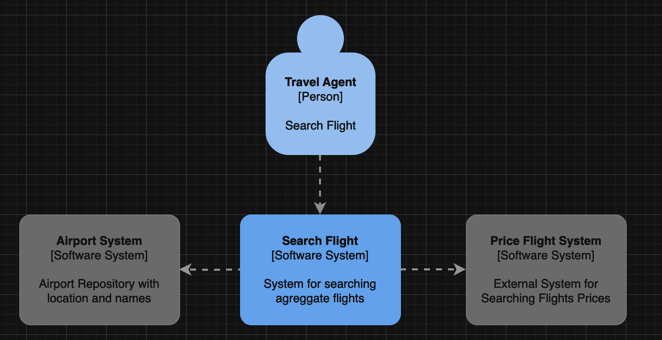 Travel Agent
[Person]
Search Flight
Airport System
[Software System]
Airport Repository with
location and names
Search Flight
[Software System]
System for searching
agreggate flights
Price Flight System
[Software System]
External System for
Searching Flights Prices